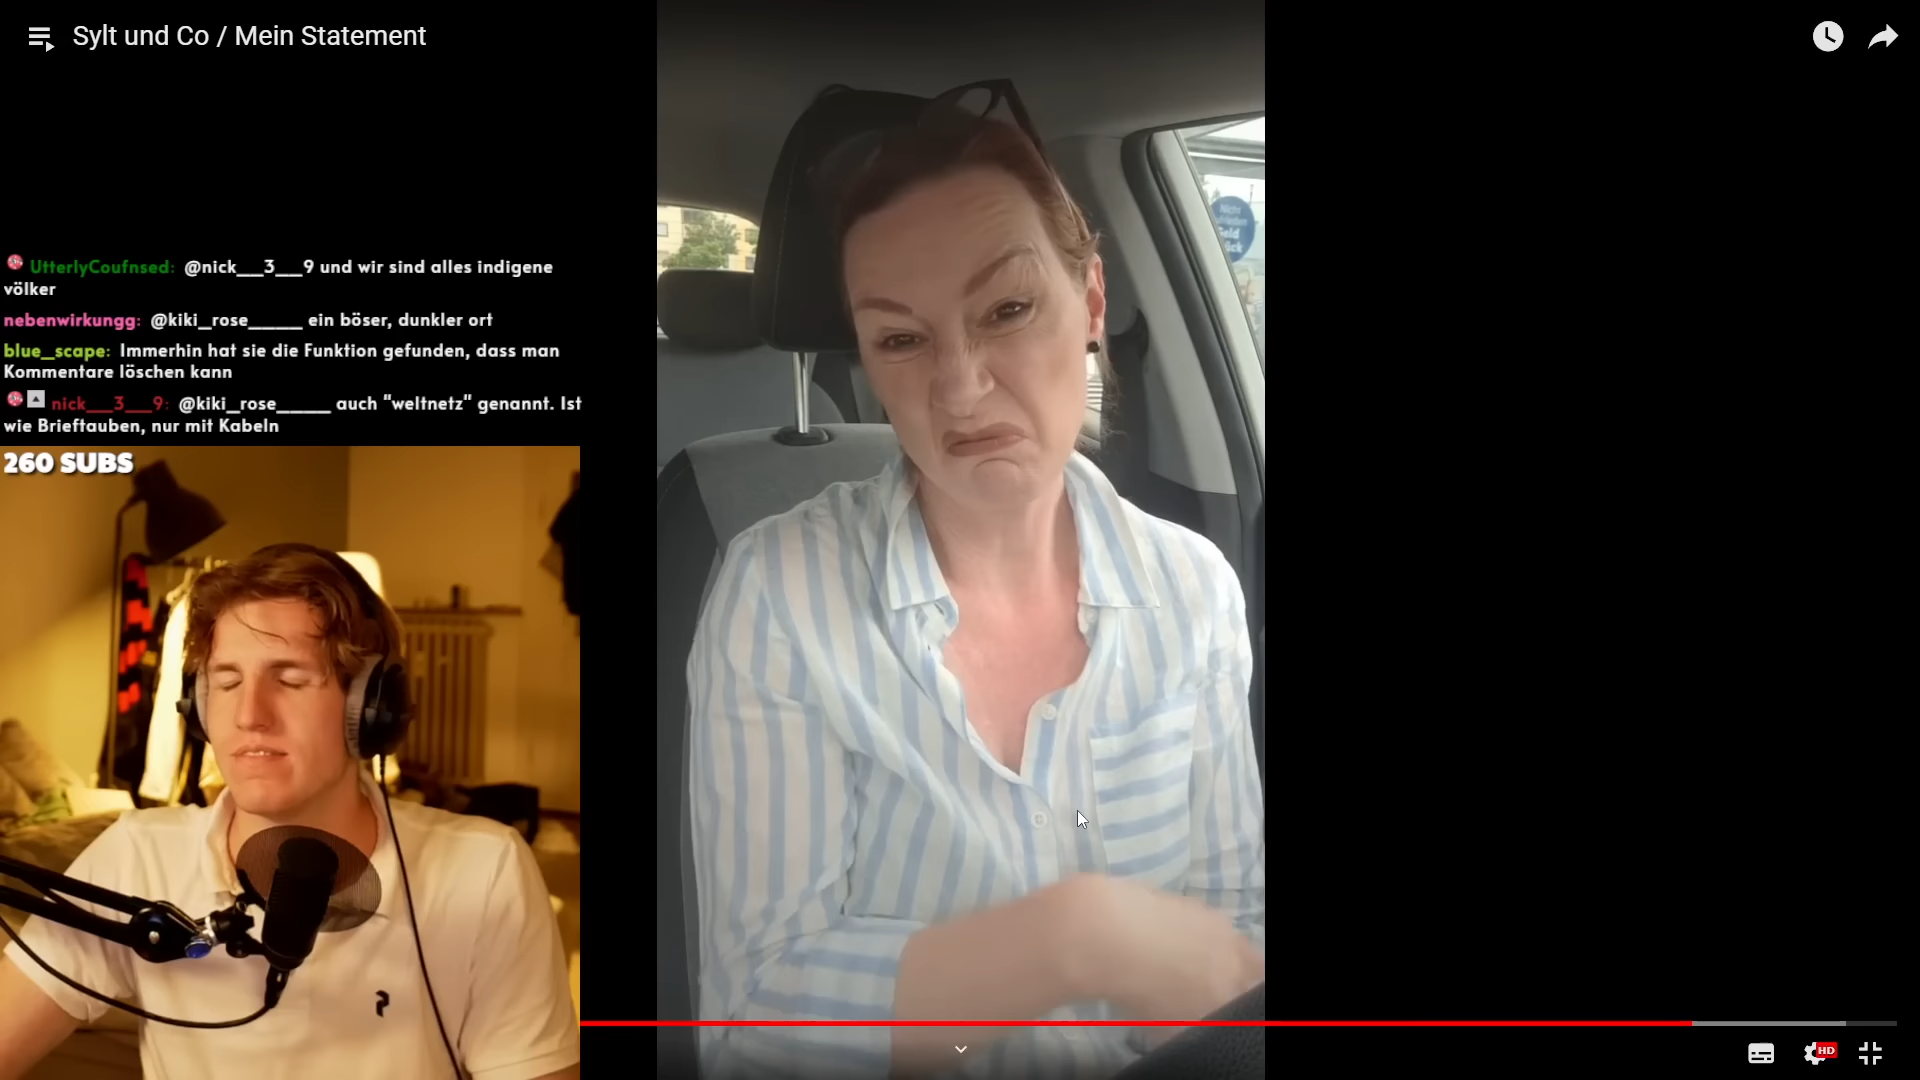 Sylt und Co / Mein Statement
UtterlyCoufnsed: @nick__3__9 und wir sind alles indigene
völker
nebenwirkungg: @kiki_rose_____ ein böser, dunkler ort
blue_scape: Immerhin hat sie die Funktion gefunden, dass man
Kommentare löschen kann
nick__3__9: @kiki_rose_____ auch "weltnetz" genannt. Ist
wie Brieftauben, nur mit Kabeln
260 SUBS
Nicht
Geld
HD